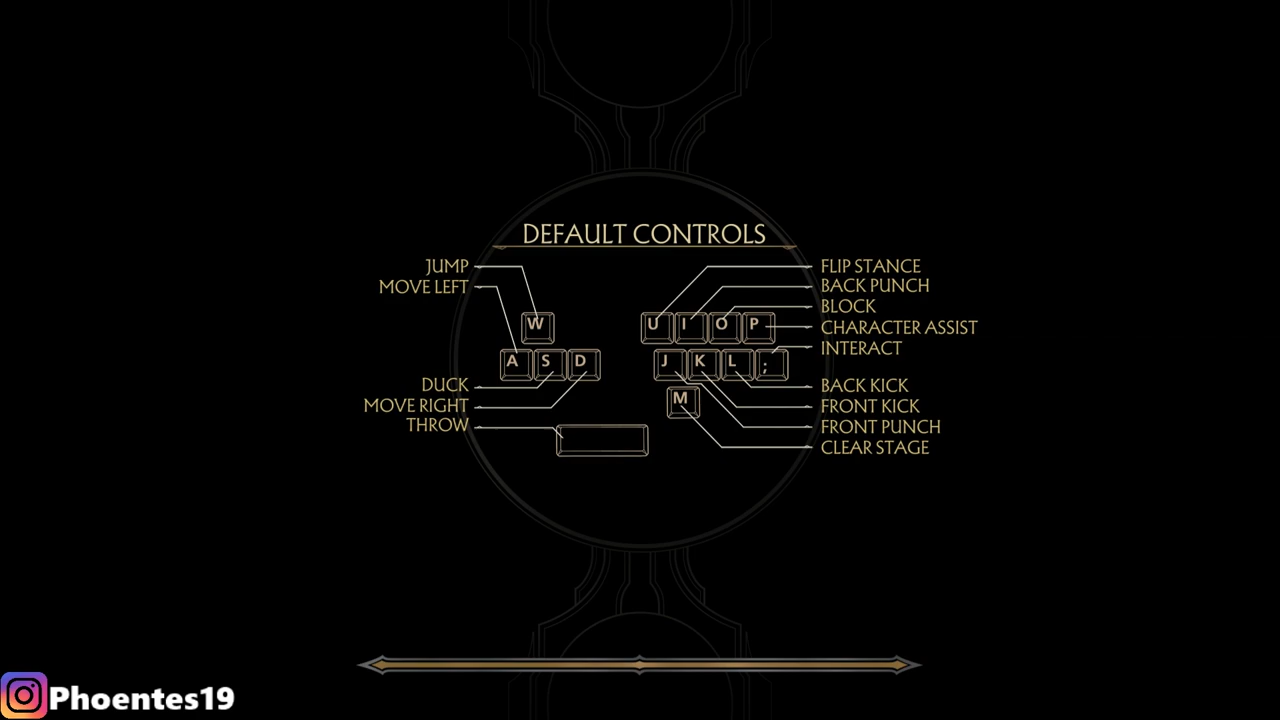 DEFAULT CONTROLS
JUMP
MOVE LEFT
W
A S D
DUCK
MOVE RIGHT
THROW
FLIP STANCE
BACK PUNCH
BLOCK
CHARACTER ASSIST
INTERACT
U I O P
J K L ;
M
BACK KICK
FRONT KICK
FRONT PUNCH
CLEAR STAGE
Phoentes19